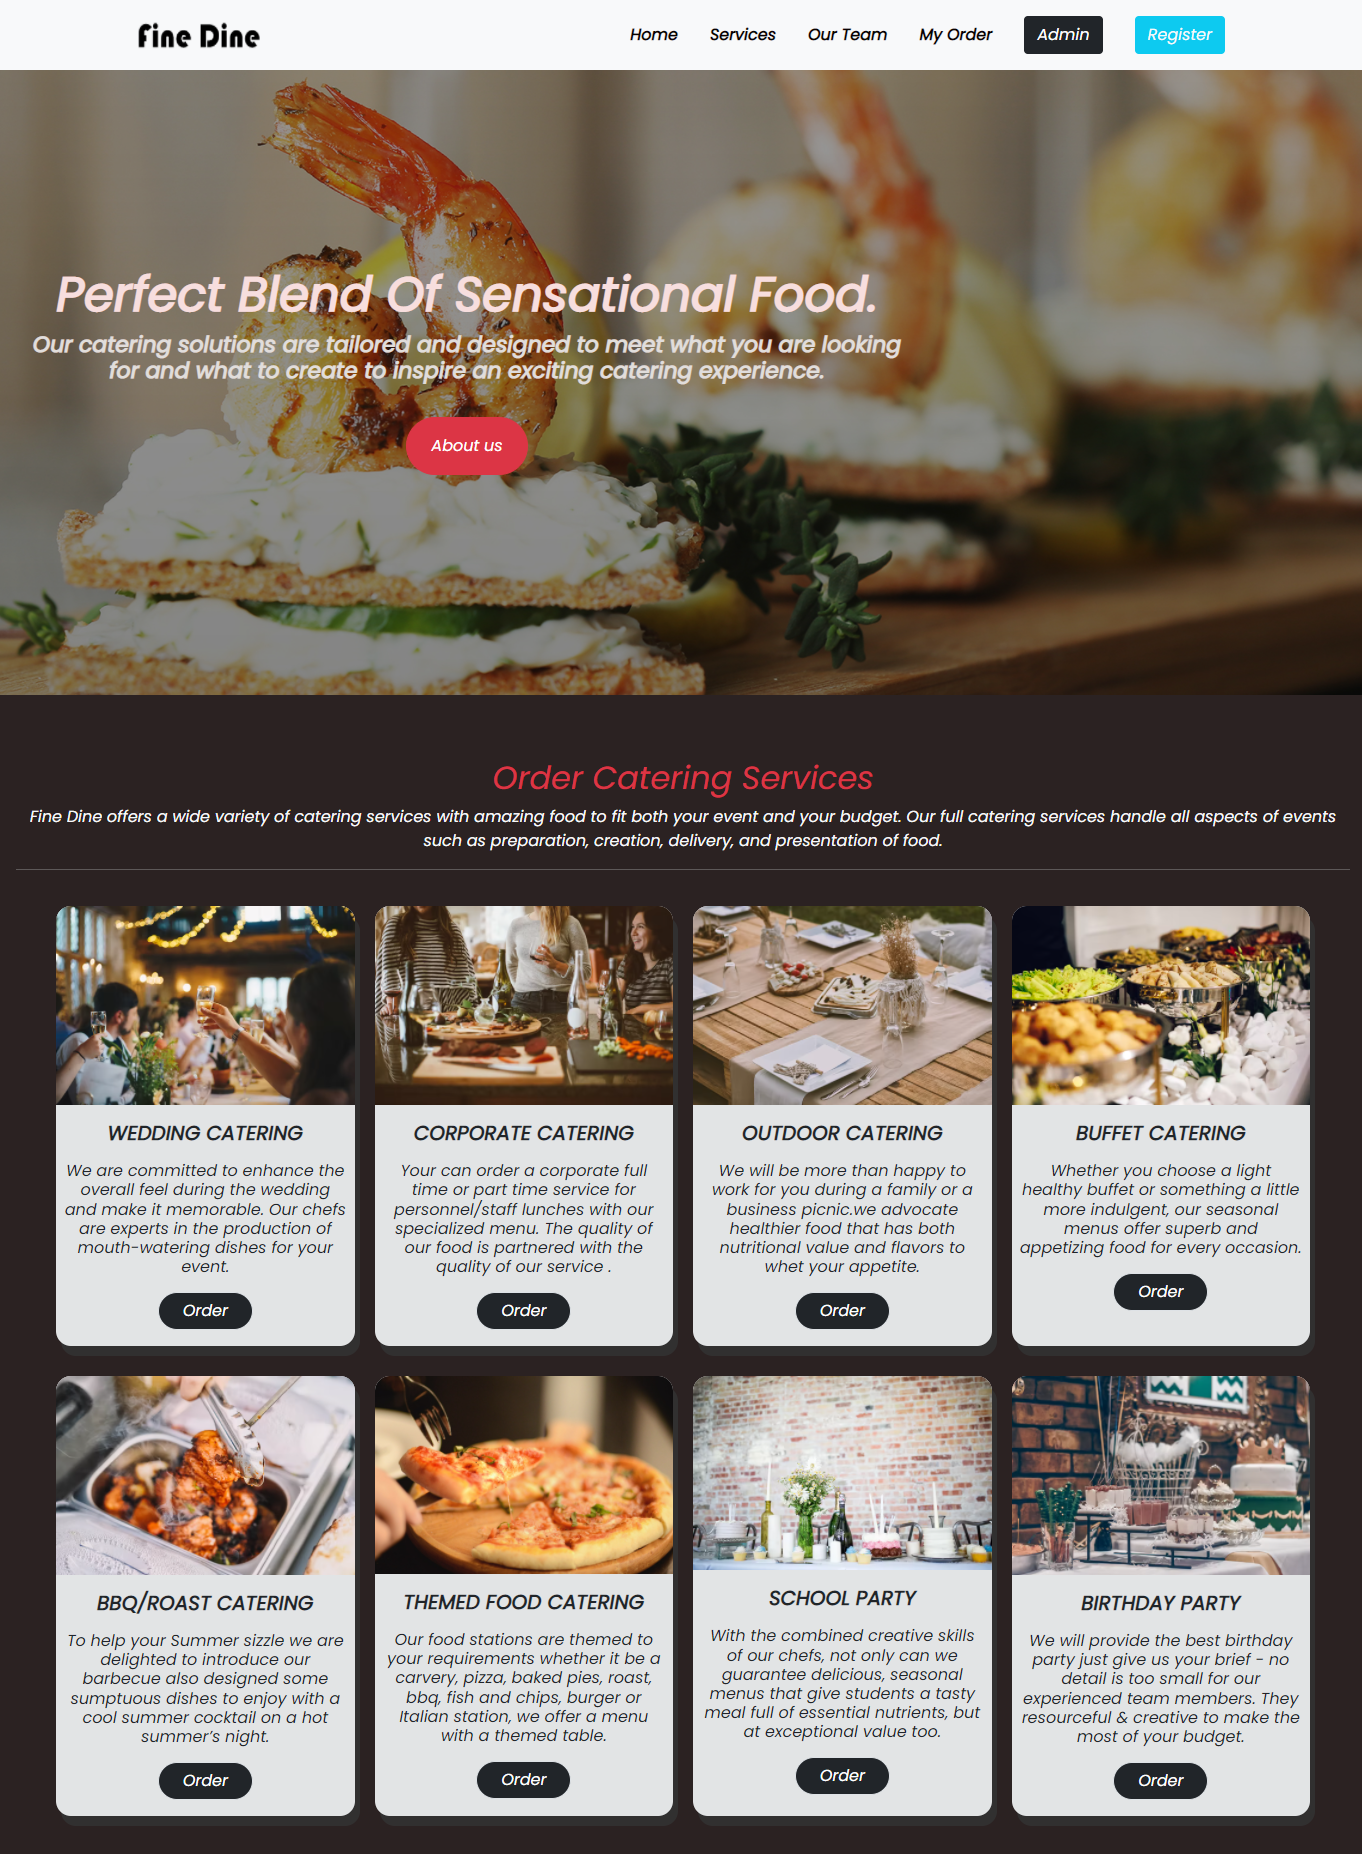 Fine Dine
Home Services Our Team My Order Admin Register
Perfect Blend Of Sensational Food.
Our catering solutions are tailored and designed to meet what you are looking
for and what to create to inspire an exciting catering experience.
About us
Order Catering Services
Fine Dine offers a wide variety of catering services with amazing food to fit both your event and your budget. Our full catering services handle all aspects of events
such as preparation, creation, delivery, and presentation of food.
WEDDING CATERING
We are committed to enhance the
overall feel during the wedding
and make it memorable. Our chefs
are experts in the production of
mouth-watering dishes for your
event.
Order
CORPORATE CATERING
Your can order a corporate full
time or part time service for
personnel/staff lunches with our
specialized menu. The quality of
our food is partnered with the
quality of our service .
Order
OUTDOOR CATERING
We will be more than happy to
work for you during a family or a
business picnic.we advocate
healthier food that has both
nutritional value and flavors to
whet your appetite.
Order
BUFFET CATERING
Whether you choose a light
healthy buffet or something a little
more indulgent, our seasonal
menus offer superb and
appetizing food for every occasion.
Order
BBQ/ROAST CATERING
To help your Summer sizzle we are
delighted to introduce our
barbecue also designed some
sumptuous dishes to enjoy with a
cool summer cocktail on a hot
summer’s night.
Order
THEMED FOOD CATERING
Our food stations are themed to
your requirements whether it be a
carvery, pizza, baked pies, roast,
bbq, fish and chips, burger or
Italian station, we offer a menu
with a themed table.
Order
SCHOOL PARTY
With the combined creative skills
of our chefs, not only can we
guarantee delicious, seasonal
menus that give students a tasty
meal full of essential nutrients, but
at exceptional value too.
Order
BIRTHDAY PARTY
We will provide the best birthday
party just give us your brief - no
detail is too small for our
experienced team members. They
resourceful & creative to make the
most of your budget.
Order